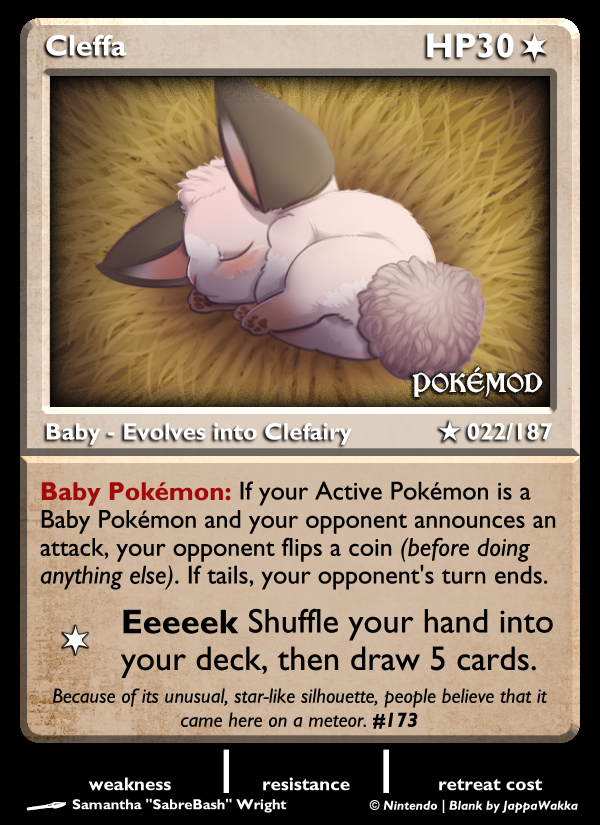 Cleffa HP30
POKÉMOD
Baby - Evolves into Clefairy ★ 022/187
Baby Pokémon: If your Active Pokémon is a
Baby Pokémon and your opponent announces an
attack, your opponent flips a coin (before doing
anything else). If tails, your opponent's turn ends.
Eeeeek Shuffle your hand into
your deck, then draw 5 cards.
Because of its unusual, star-like silhouette, people believe that it
came here on a meteor. #173
weakness resistance retreat cost
Samantha "SabreBash" Wright © Nintendo | Blank by JappaWakka